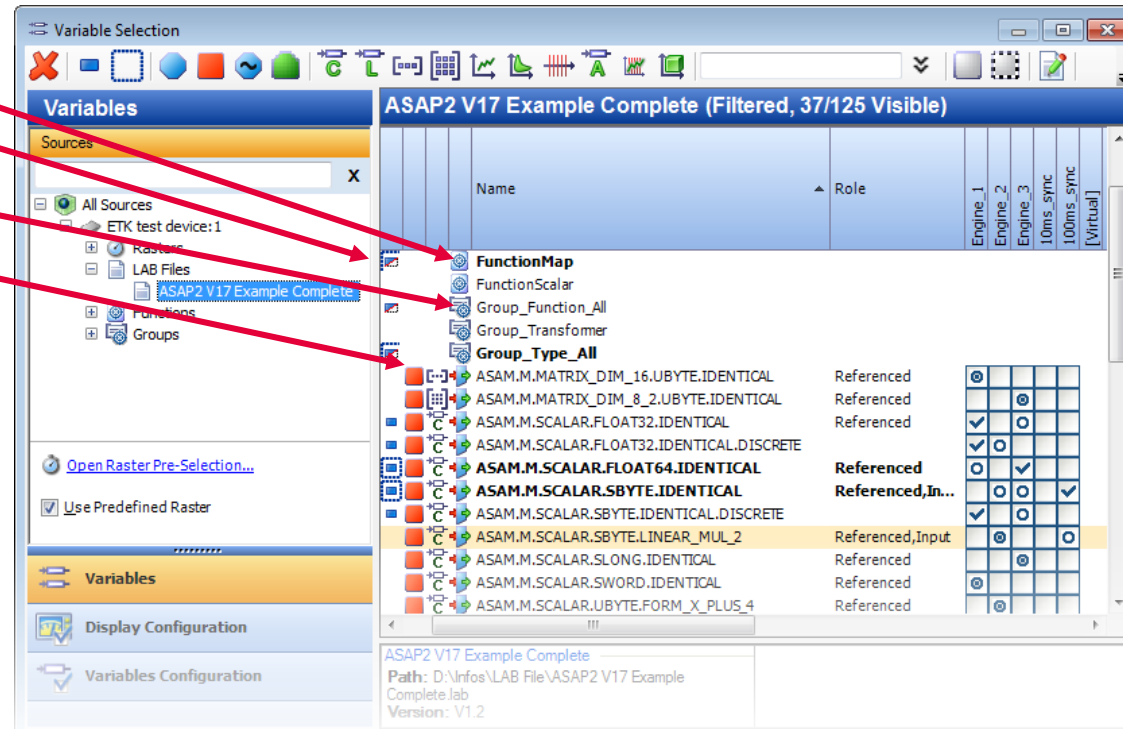 Variable Selection
Variables
Sources
X
All Sources
ETK test device:1
Rasters
LAB Files
ASAP2 V17 Example Complete
Functions
Groups
Open Raster Pre-Selection...
Use Predefined Raster
Variables
Display Configuration
Variables Configuration
ASAP2 V17 Example Complete (Filtered, 37/125 Visible)
Name Role Engine_1 Engine_2 Engine_3 10ms_sync 100ms_sync [Virtual]
FunctionMap
FunctionScalar
Group_Function_All
Group_Transformer
Group_Type_All
ASAM.M.MATRIX_DIM_16.UBYTE.IDENTICAL Referenced
ASAM.M.MATRIX_DIM_8_2.UBYTE.IDENTICAL Referenced
ASAM.M.SCALAR.FLOAT32.IDENTICAL Referenced
ASAM.M.SCALAR.FLOAT32.IDENTICAL.DISCRETE
ASAM.M.SCALAR.FLOAT64.IDENTICAL Referenced
ASAM.M.SCALAR.SBYTE.IDENTICAL Referenced,In...
ASAM.M.SCALAR.SBYTE.IDENTICAL.DISCRETE
ASAM.M.SCALAR.SBYTE.LINEAR_MUL_2 Referenced,Input
ASAM.M.SCALAR.SLONG.IDENTICAL Referenced
ASAM.M.SCALAR.SWORD.IDENTICAL Referenced
ASAM.M.SCALAR.UBYTE.FORM_X_PLUS_4 Referenced
ASAP2 V17 Example Complete
Path: D:\Infos\LAB File\ASAP2 V17 Example
Complete.lab
Version: V1.2